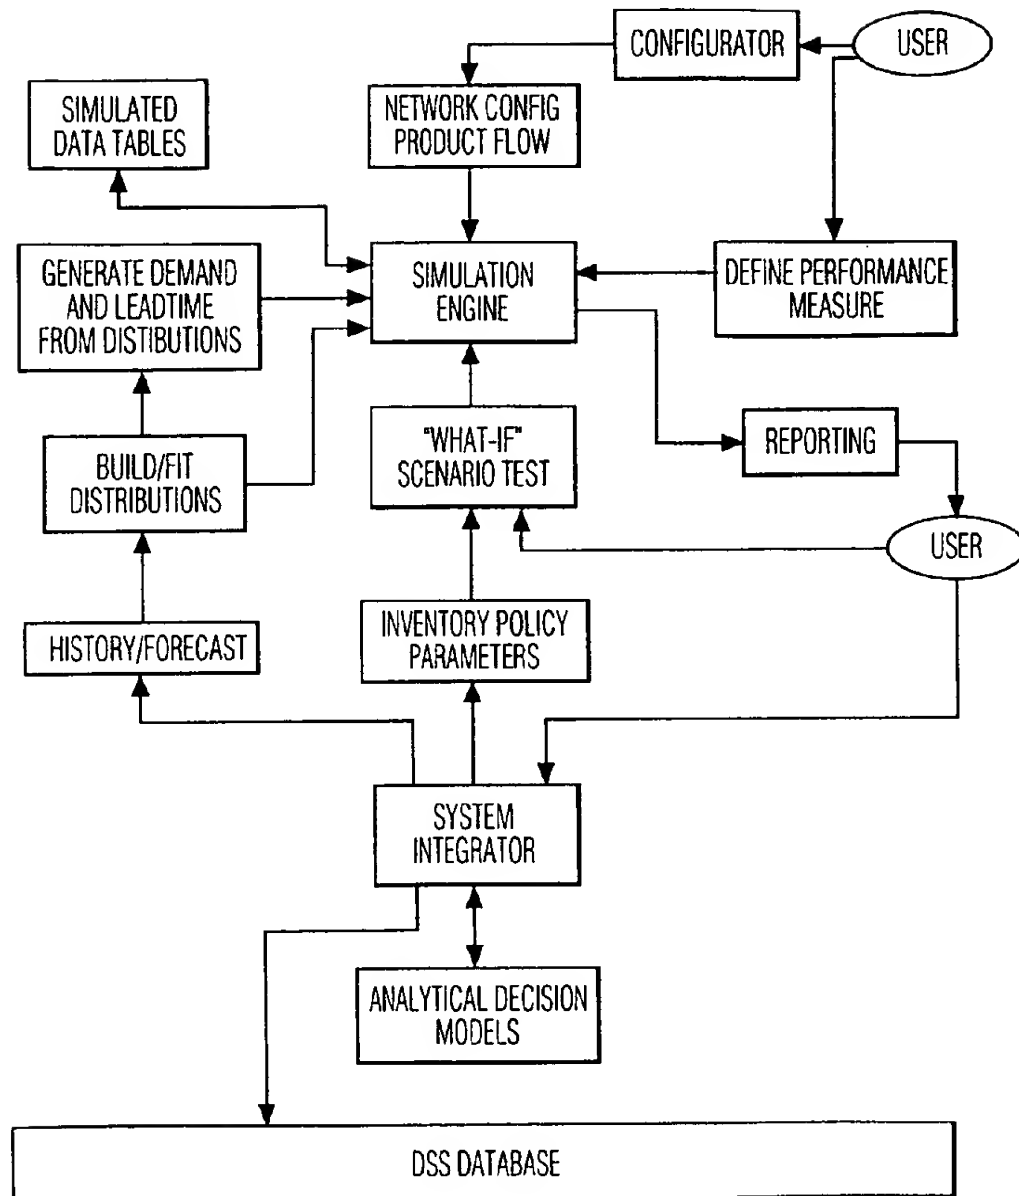 CONFIGURATOR
USER
SIMULATED
DATA TABLES
NETWORK CONFIG
PRODUCT FLOW
GENERATE DEMAND
AND LEADTIME
FROM DISTIBUTIONS
SIMULATION
ENGINE
DEFINE PERFORMANCE
MEASURE
BUILD/FIT
DISTRIBUTIONS
"WHAT-IF"
SCENARIO TEST
REPORTING
USER
HISTORY/FORECAST
INVENTORY POLICY
PARAMETERS
SYSTEM
INTEGRATOR
ANALYTICAL DECISION
MODELS
DSS DATABASE